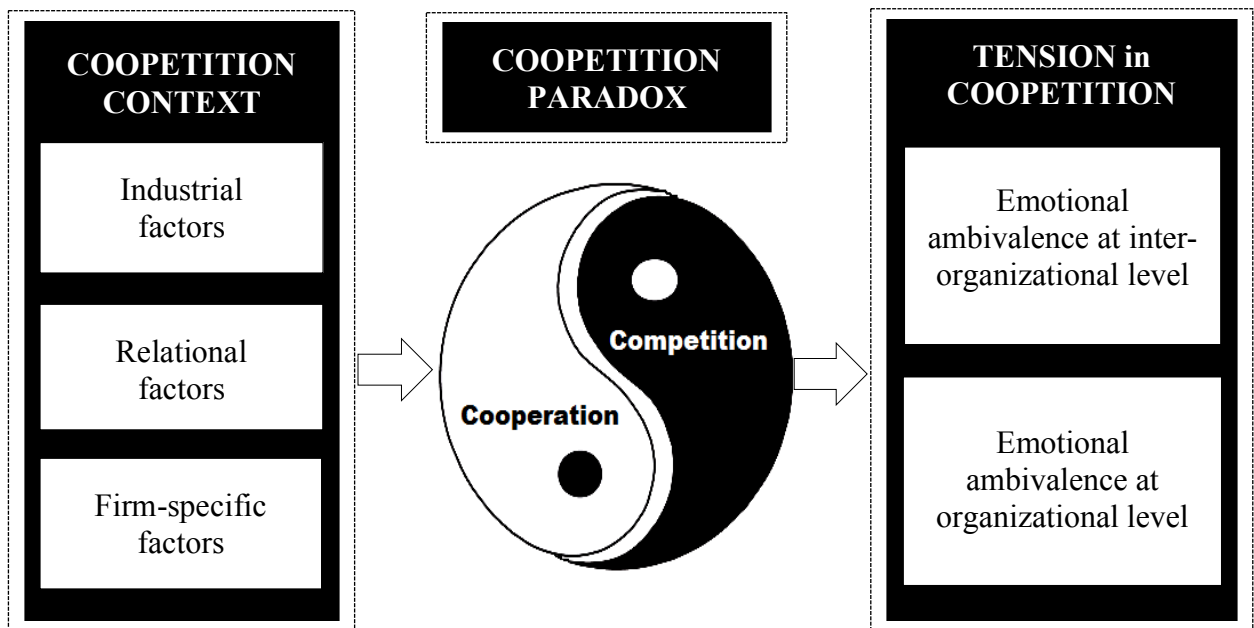 COOPETITION
CONTEXT
Industrial
factors
Relational
factors
Firm-specific
factors
COOPETITION
PARADOX
Competition
Cooperation
TENSION in
COOPETITION
Emotional
ambivalence at inter-
organizational level
Emotional
ambivalence at
organizational level